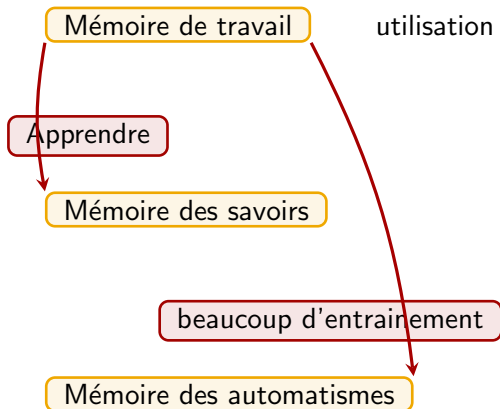 Mémoire de travail utilisation
Apprendre
Mémoire des savoirs
beaucoup d'entrainement
Mémoire des automatismes